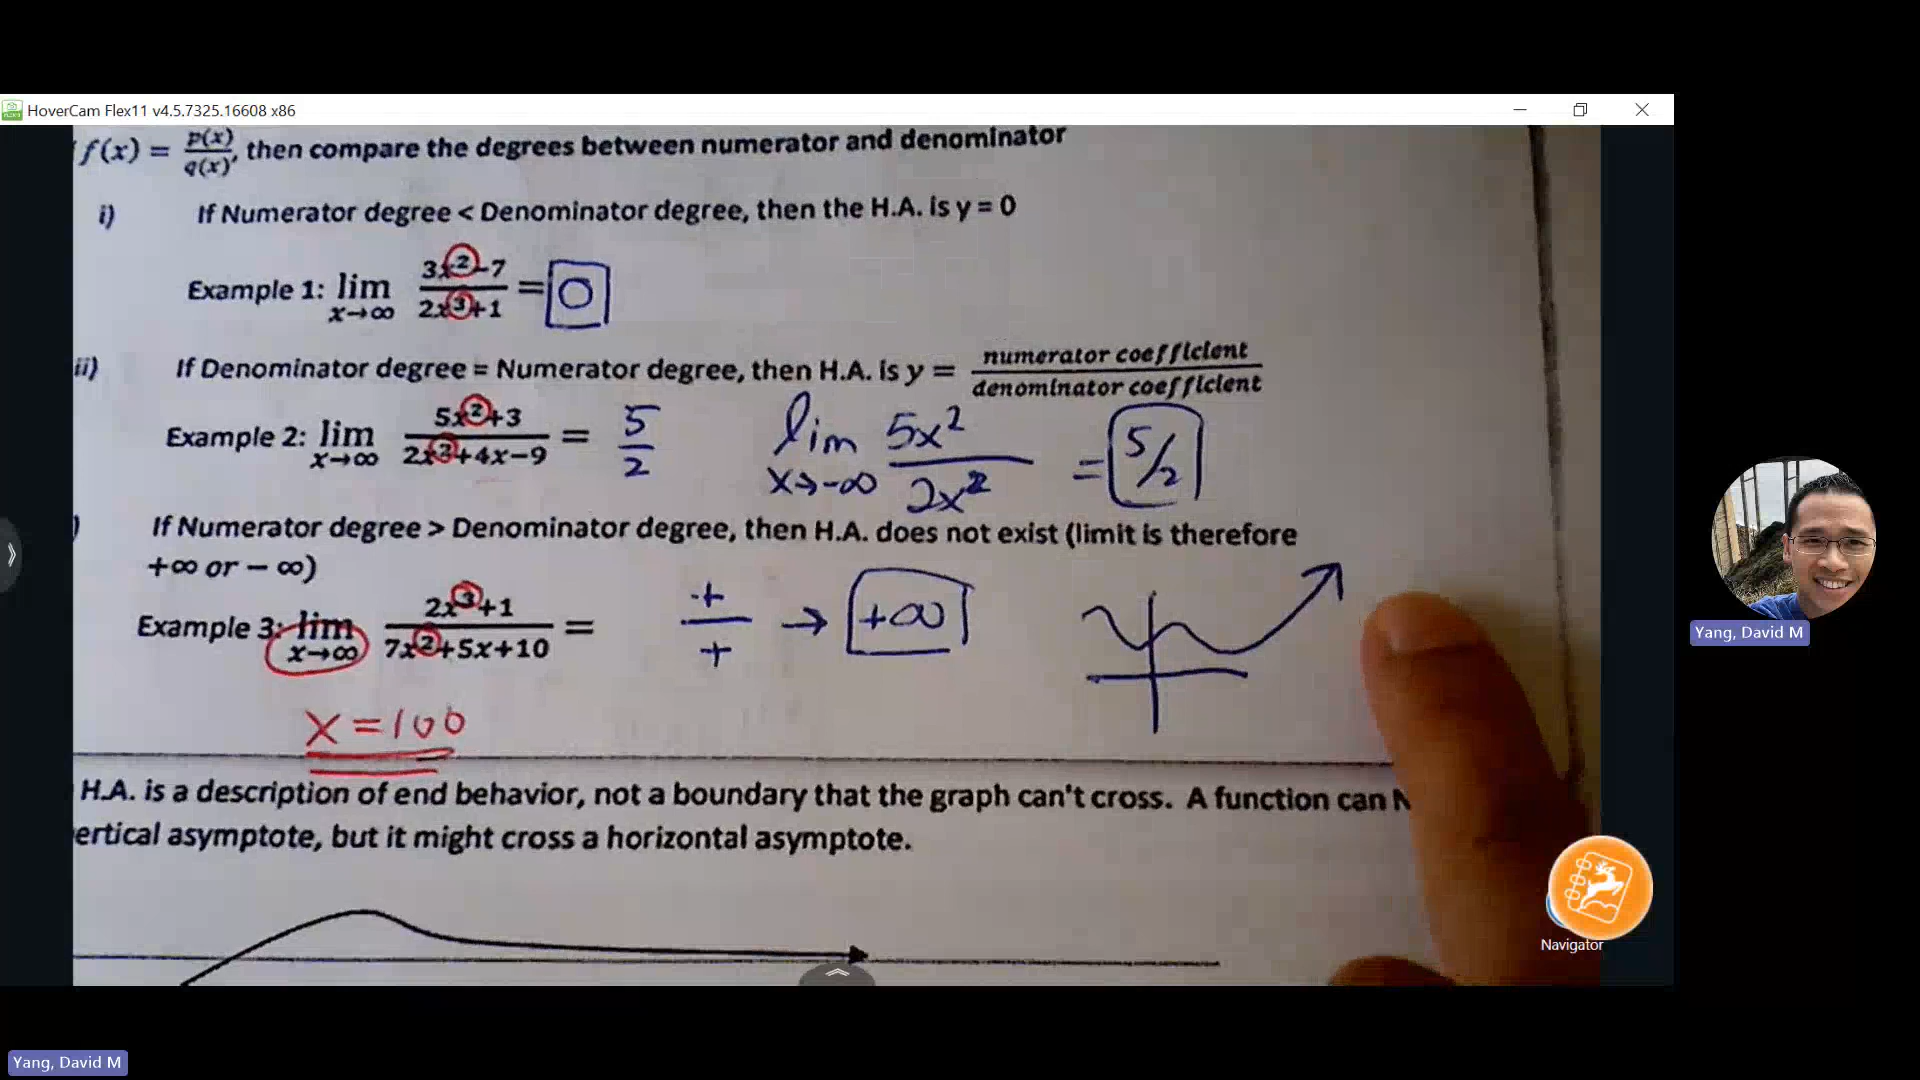 HoverCam Flex11 v4.5.7325.16608 x86
f(x) = p(x)/q(x), then compare the degrees between numerator and denominator
i) If Numerator degree < Denominator degree, then the H.A. is y = 0
Example 1: lim x→∞ (3x²-7)/(2x³+1) = 0
ii) If Denominator degree = Numerator degree, then H.A. is y = numerator coefficient/denominator coefficient
Example 2: lim x→∞ (5x²+3)/(2x²+4x-9) = 5/2 lim x→-∞ 5x²/2x² = 5/2
) If Numerator degree > Denominator degree, then H.A. does not exist (limit is therefore
+∞ or - ∞)
Example 3: lim x→∞ (2x³+1)/(7x²+5x+10) = +/+ → +∞
x = 100
H.A. is a description of end behavior, not a boundary that the graph can't cross. A function can N
ertical asymptote, but it might cross a horizontal asymptote.
Navigator
Yang, David M
Yang, David M